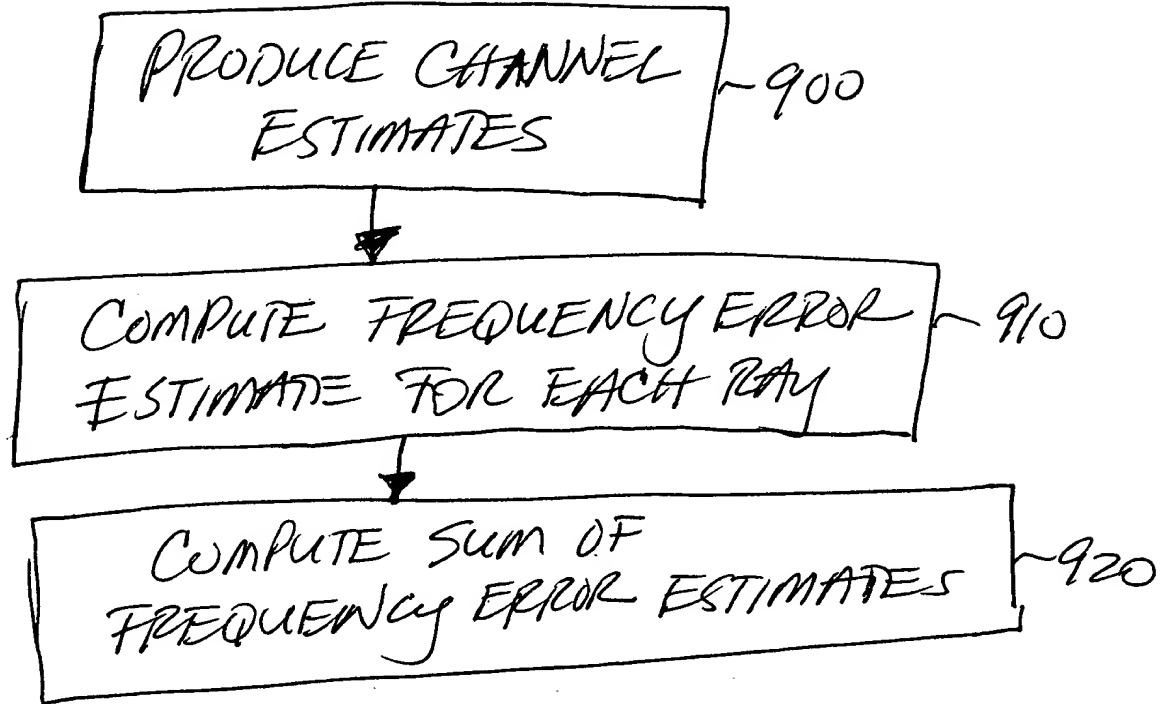 PRODUCE CHANNEL
ESTIMATES
~900
COMPUTE FREQUENCY ERROR
ESTIMATE FOR EACH RAY
~910
COMPUTE SUM OF
FREQUENCY ERROR ESTIMATES
~920